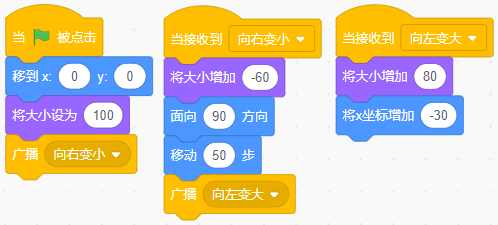 当 被点击
移到 x: 0 y: 0
将大小设为 100
广播 向右变小
当接收到 向右变小
将大小增加 -60
面向 90 方向
移动 50 步
广播 向左变大
当接收到 向左变大
将大小增加 80
将x坐标增加 -30